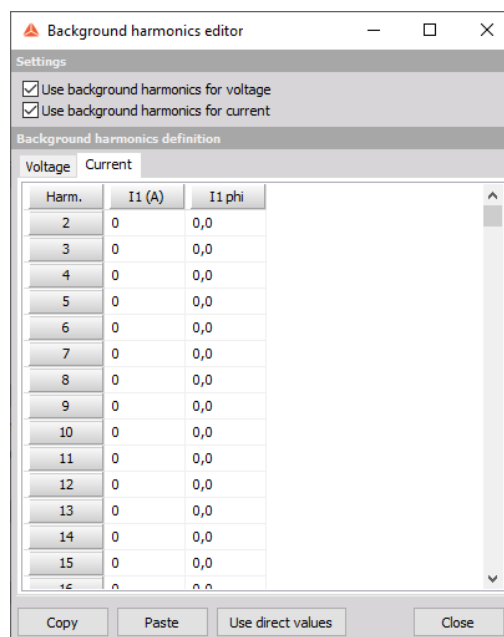 Background harmonics editor
Settings
Use background harmonics for voltage
Use background harmonics for current
Background harmonics definition
Voltage Current
Harm. I1 (A) I1 phi
2 0 0,0
3 0 0,0
4 0 0,0
5 0 0,0
6 0 0,0
7 0 0,0
8 0 0,0
9 0 0,0
10 0 0,0
11 0 0,0
12 0 0,0
13 0 0,0
14 0 0,0
15 0 0,0
16 0 0,0
Copy Paste Use direct values Close